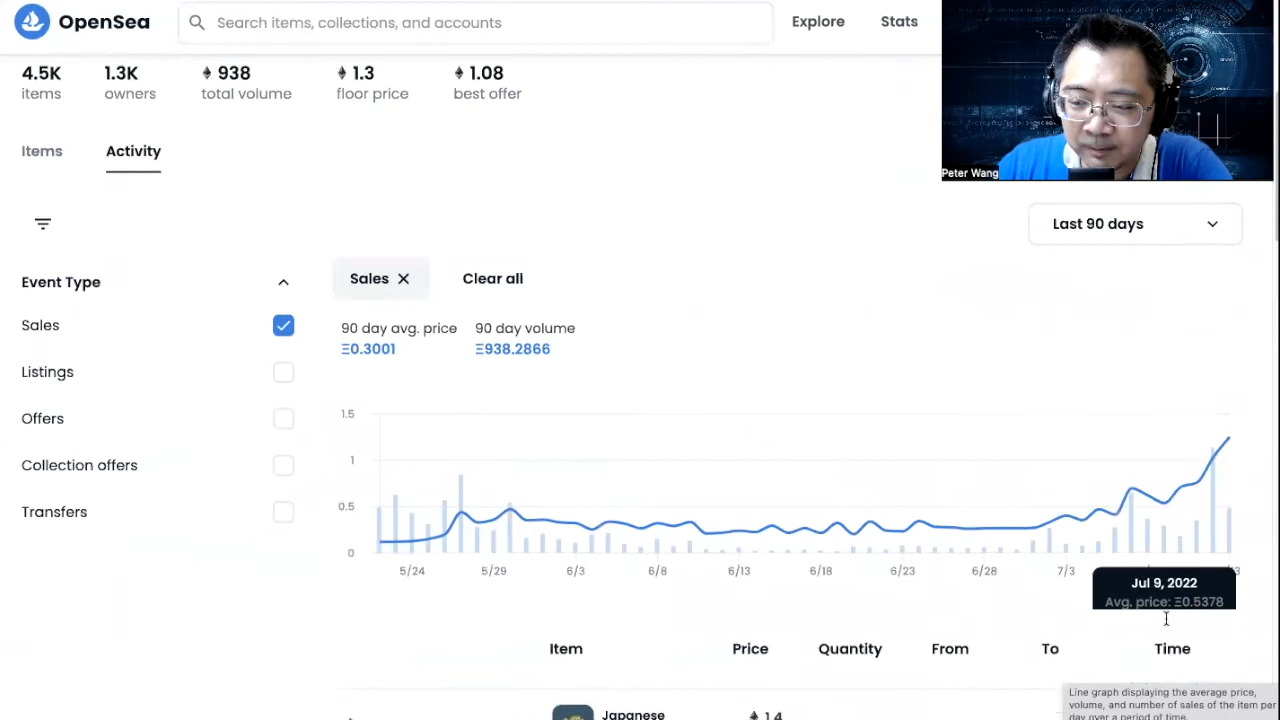 OpenSea
Search items, collections, and accounts
Explore
Stats
4.5K
items
1.3K
owners
938
total volume
1.3
floor price
1.08
best offer
Peter Wang
Items
Activity
Last 90 days
Event Type
Sales
Listings
Offers
Collection offers
Transfers
Sales
Clear all
90 day avg. price
Ξ0.3001
90 day volume
Ξ938.2866
1.5
1
0.5
0
5/24
5/29
6/3
6/8
6/13
6/18
6/23
6/28
7/3
Jul 9, 2022
Avg. price: Ξ0.5378
Item
Price
Quantity
From
To
Time
Japanese
1.4
Line graph displaying the average price,
volume, and number of sales of the item per
day over a period of time.